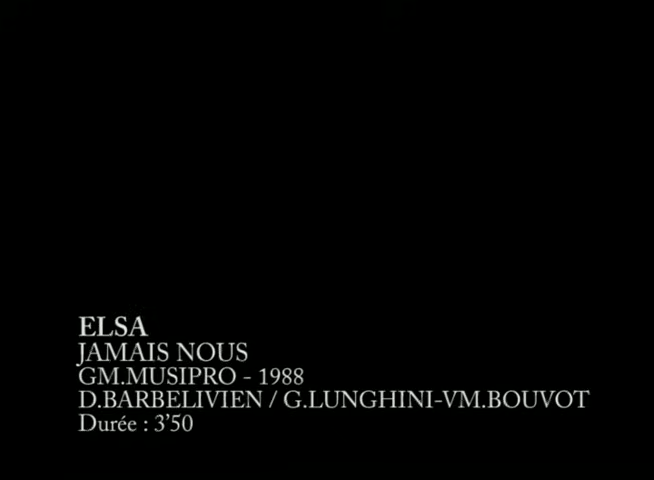 ELSA
JAMAIS NOUS
GM.MUSIPRO - 1988
D.BARBELIVIEN / G.LUNGHINI-VM.BOUVOT
Durée : 3'50